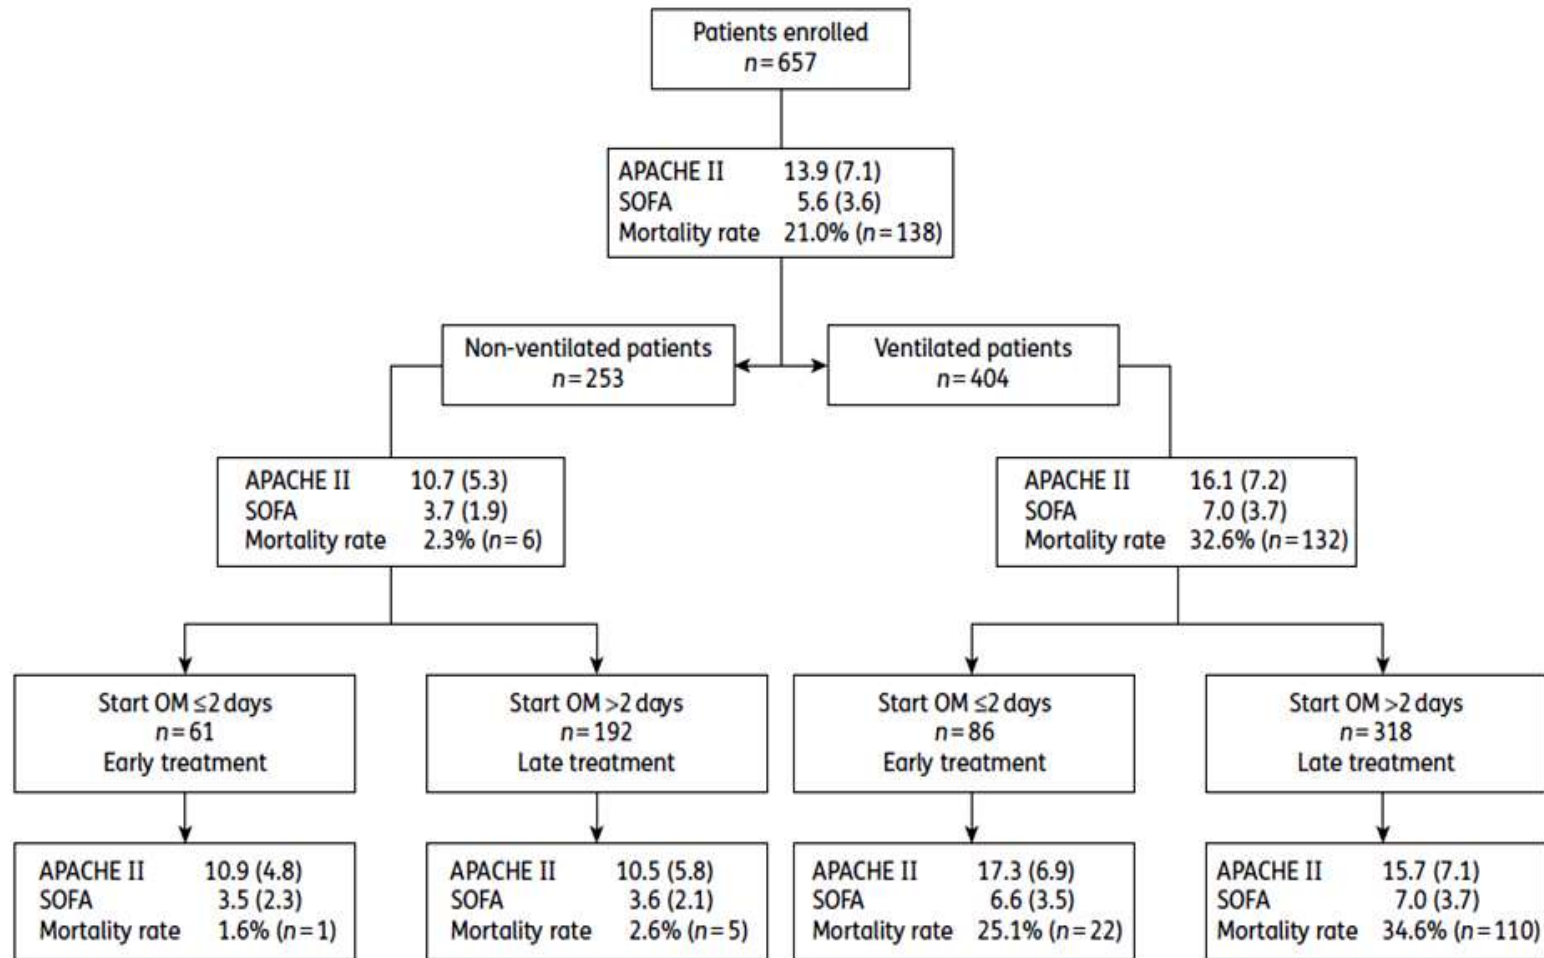 Patients enrolled
n=657
APACHE II 13.9 (7.1)
SOFA 5.6 (3.6)
Mortality rate 21.0% (n=138)
Non-ventilated patients
n=253
Ventilated patients
n=404
APACHE II 10.7 (5.3)
SOFA 3.7 (1.9)
Mortality rate 2.3% (n=6)
APACHE II 16.1 (7.2)
SOFA 7.0 (3.7)
Mortality rate 32.6% (n=132)
Start OM ≤2 days
n=61
Early treatment
Start OM >2 days
n=192
Late treatment
Start OM ≤2 days
n=86
Early treatment
Start OM >2 days
n=318
Late treatment
APACHE II 10.9 (4.8)
SOFA 3.5 (2.3)
Mortality rate 1.6% (n=1)
APACHE II 10.5 (5.8)
SOFA 3.6 (2.1)
Mortality rate 2.6% (n=5)
APACHE II 17.3 (6.9)
SOFA 6.6 (3.5)
Mortality rate 25.1% (n=22)
APACHE II 15.7 (7.1)
SOFA 7.0 (3.7)
Mortality rate 34.6% (n=110)